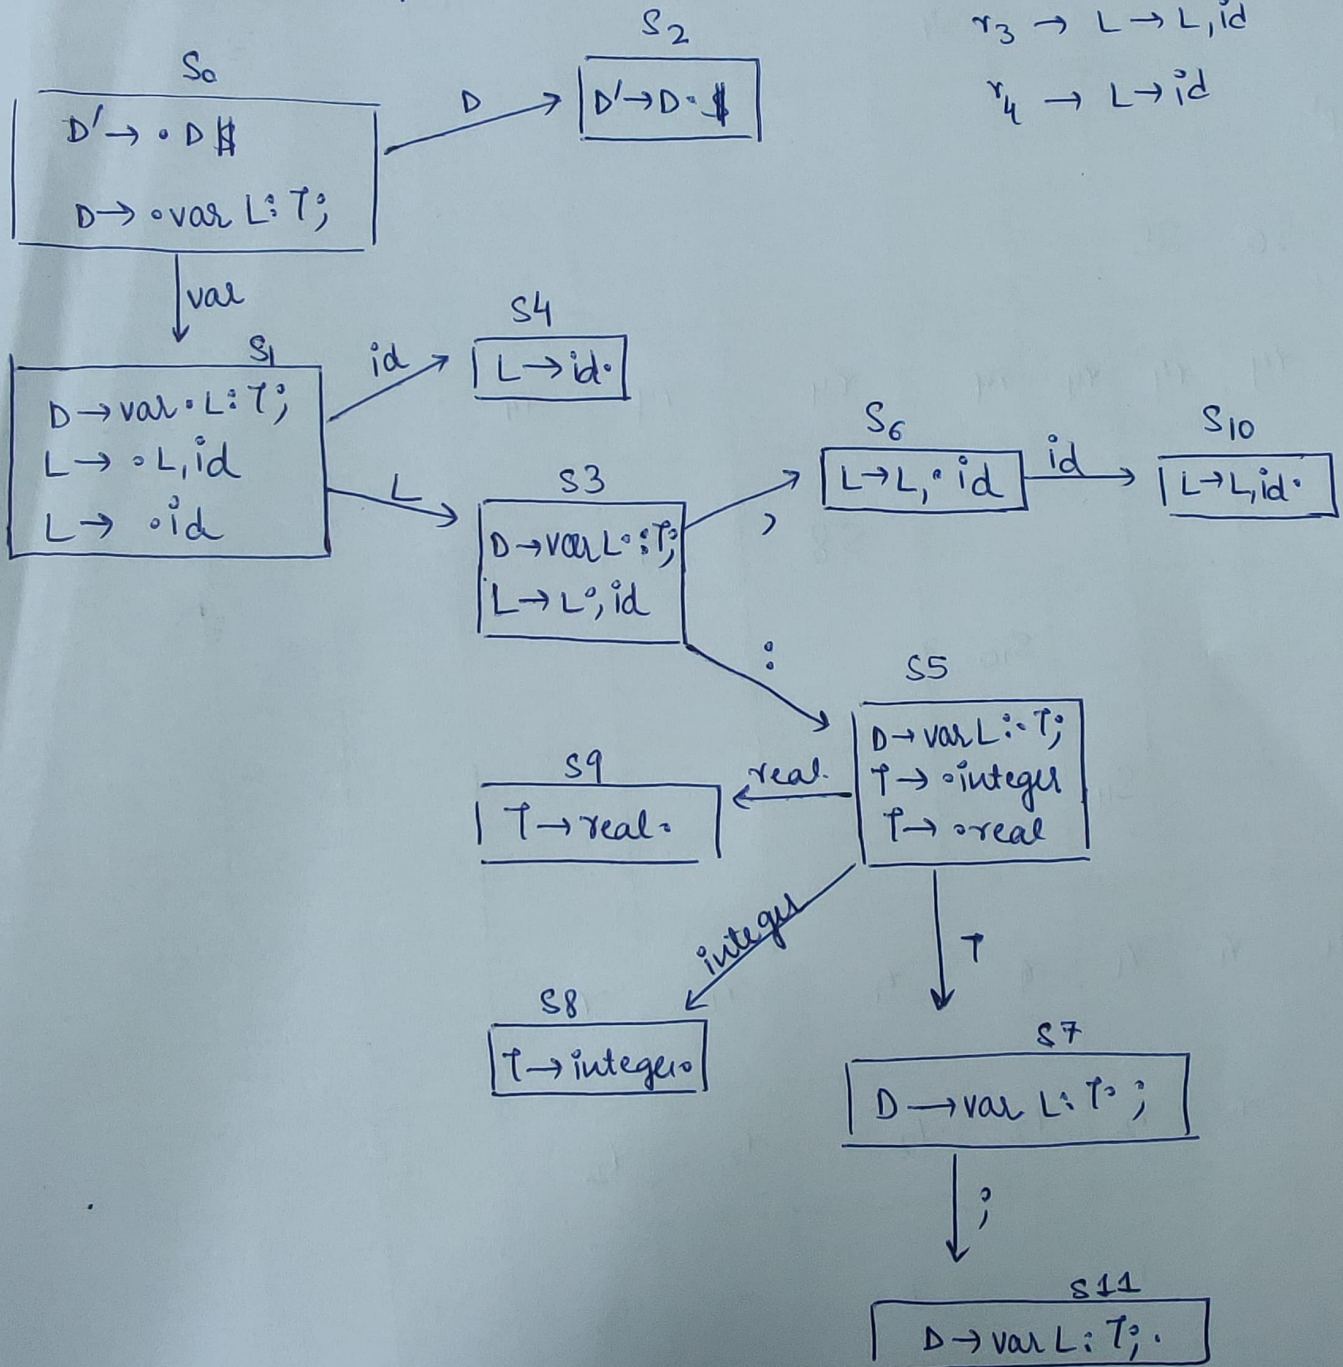 r3 → L → L, id
r4 → L → id
S0
D' → • D $
D → • var L : T ;
D
S2
D' → D • $
var
S1
D → var • L : T ;
L → • L, id
L → • id
id
S4
L → id •
L
S3
D → var L • : T ;
L → L • , id
,
S6
L → L, • id
id
S10
L → L, id •
:
S5
D → var L : • T ;
T → • integer
T → • real
real
S9
T → real •
integer
S8
T → integer •
T
S7
D → var L : T • ;
;
S11
D → var L : T ; •